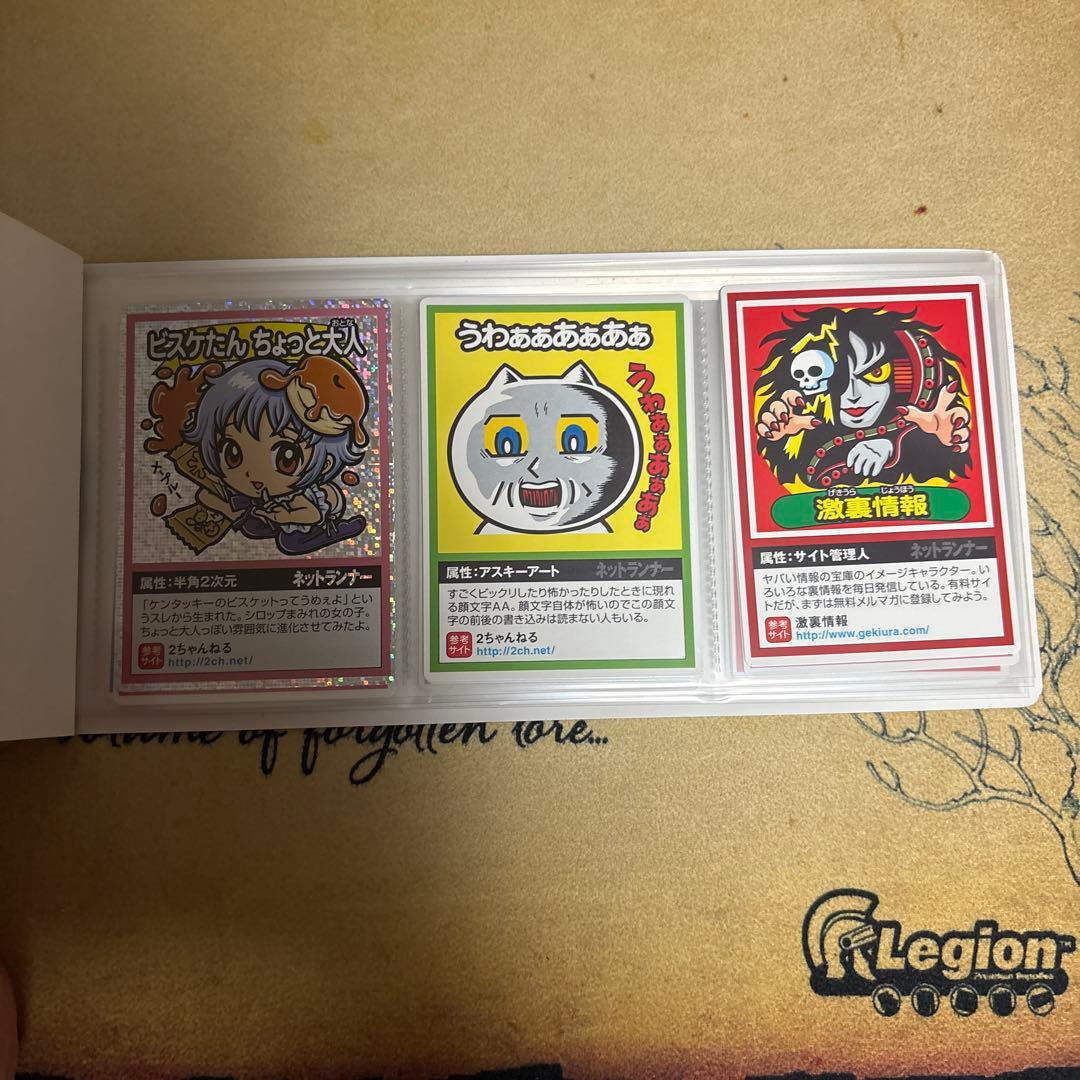 ビスケたん ちょっと大人
おとな
メープルー
属性:半角2次元
ネットランナー
「ケンタッキーのビスケットってうめぇよ」とい
うスレから生まれた。シロップまみれの女の子。
ちょっと大人っぽい雰囲気に進化させてみたよ。
参考
サイト
2ちゃんねる
http://2ch.net/
うわぁぁあぁあぁ
うわぁぁあぁあぁ
属性:アスキーアート
ネットランナー
すごくビックリしたり怖かったりしたときに現れ
る顔文字AA。顔文字自体が怖いのでこの顔文
字の前後の書き込みは読まない人もいる。
参考
サイト
2ちゃんねる
http://2ch.net/
げきうら じょうほう
激裏情報
属性:サイト管理人
ネットランナー
ヤバい情報の宝庫のイメージキャラクター。い
ろいろな裏情報を毎日発信している。有料サイ
トだが、まずは無料メルマガに登録してみよう。
参考
サイト
激裏情報
http://www.gekiura.com/
volume of forgotten lore...
Legion
Premium Supplies